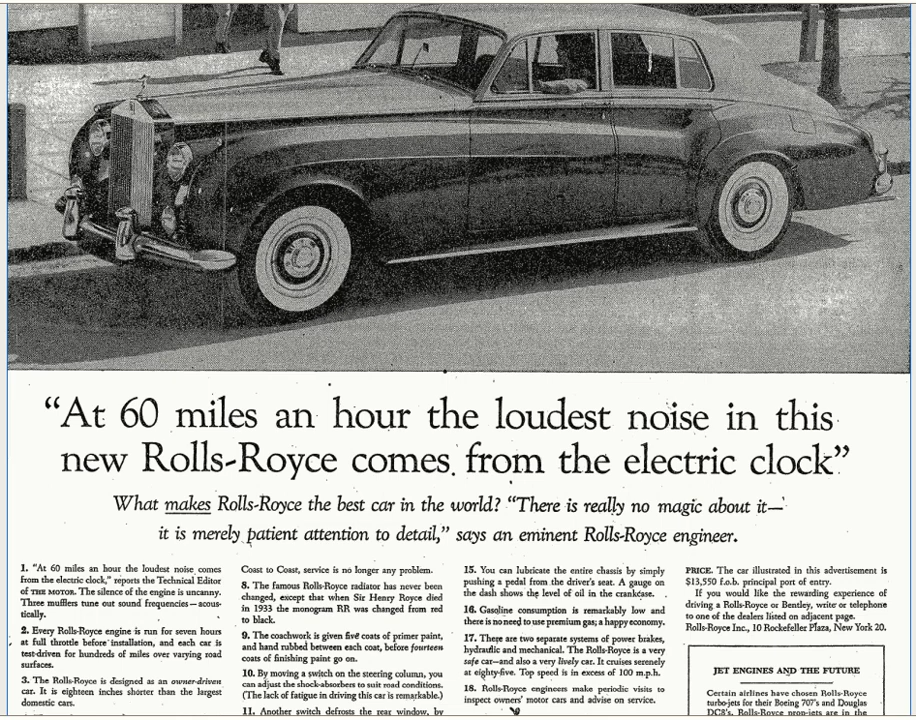 “At 60 miles an hour the loudest noise in this
new Rolls-Royce comes from the electric clock”
What makes Rolls-Royce the best car in the world? “There is really no magic about it—
it is merely patient attention to detail,” says an eminent Rolls-Royce engineer.
1. “At 60 miles an hour the loudest noise comes
from the electric clock,” reports the Technical Editor
of THE MOTOR. The silence of the engine is uncanny.
Three mufflers tune out sound frequencies—acous-
tically.
2. Every Rolls-Royce engine is run for seven hours
at full throttle before installation, and each car is
test-driven for hundreds of miles over varying road
surfaces.
3. The Rolls-Royce is designed as an owner-driven
car. It is eighteen inches shorter than the largest
domestic cars.
Coast to Coast, service is no longer any problem.
8. The famous Rolls-Royce radiator has never been
changed, except that when Sir Henry Royce died
in 1933 the monogram RR was changed from red
to black.
9. The coachwork is given five coats of primer paint,
and hand rubbed between each coat, before fourteen
coats of finishing paint go on.
10. By moving a switch on the steering column, you
can adjust the shock-absorbers to suit road conditions.
(The lack of fatigue in driving this car is remarkable.)
11. Another switch defrosts the rear window, by
15. You can lubricate the entire chassis by simply
pushing a pedal from the driver’s seat. A gauge on
the dash shows the level of oil in the crankcase.
16. Gasoline consumption is remarkably low and
there is no need to use premium gas; a happy economy.
17. There are two separate systems of power brakes,
hydraulic and mechanical. The Rolls-Royce is a very
safe car—and also a very lively car. It cruises serenely
at eighty-five. Top speed is in excess of 100 m.p.h.
18. Rolls-Royce engineers make periodic visits to
inspect owners’ motor cars and advise on service.
PRICE. The car illustrated in this advertisement is
$13,550 f.o.b. principal port of entry.
If you would like the rewarding experience of
driving a Rolls-Royce or Bentley, write or telephone
to one of the dealers listed on adjacent page.
Rolls-Royce Inc., 10 Rockefeller Plaza, New York 20.
JET ENGINES AND THE FUTURE
Certain airlines have chosen Rolls-Royce
turbo-jets for their Boeing 707’s and Douglas
DC8’s. Rolls-Royce prop-jets are in the